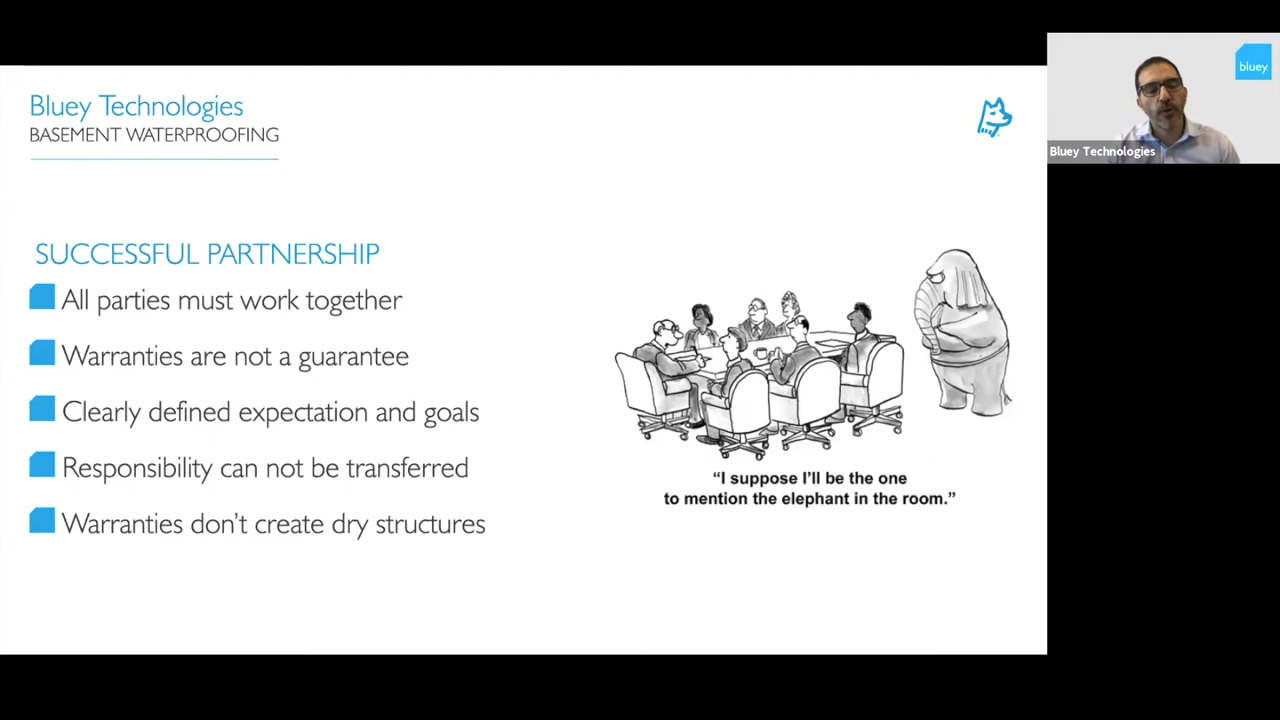 Bluey Technologies
BASEMENT WATERPROOFING
SUCCESSFUL PARTNERSHIP
All parties must work together
Warranties are not a guarantee
Clearly defined expectation and goals
Responsibility can not be transferred
Warranties don’t create dry structures
“I suppose I’ll be the one
to mention the elephant in the room.”
bluey
Bluey Technologies